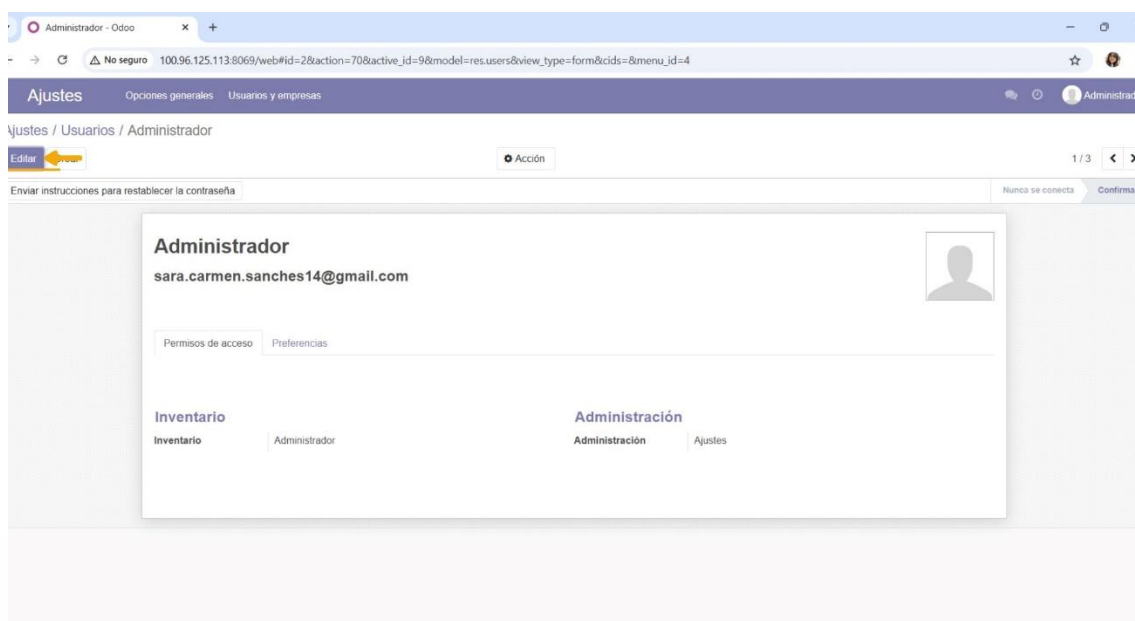 Administrador - Odoo
No seguro 100.96.125.113:8069/web#id=2&action=70&active_id=9&model=res.users&view_type=form&cids=&menu_id=4
Ajustes Opciones generales Usuarios y empresas Administrad
Ajustes / Usuarios / Administrador
Editar Acción 1 / 3
Enviar instrucciones para restablecer la contraseña Nunca se conecta Confirma
Administrador
sara.carmen.sanches14@gmail.com
Permisos de acceso Preferencias
Inventario Administración
Inventario Administrador Administración Ajustes